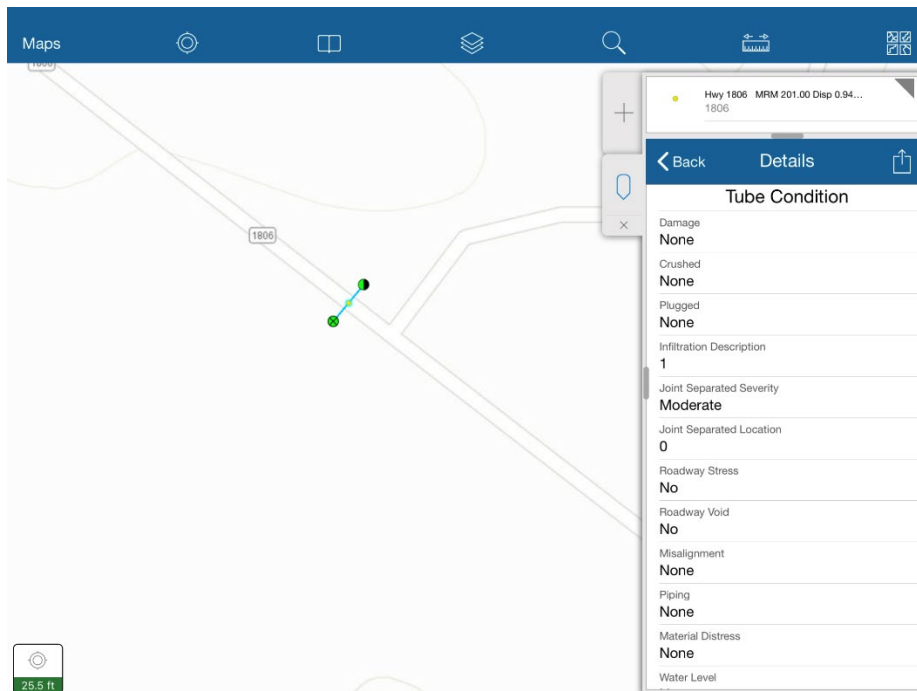 Maps
1806
Hwy 1806 MRM 201.00 Disp 0.94...
1806
Back
Details
Tube Condition
Damage
None
Crushed
None
Plugged
None
Infiltration Description
1
Joint Separated Severity
Moderate
Joint Separated Location
0
Roadway Stress
No
Roadway Void
No
Misalignment
None
Piping
None
Material Distress
None
Water Level
1806
25.5 ft